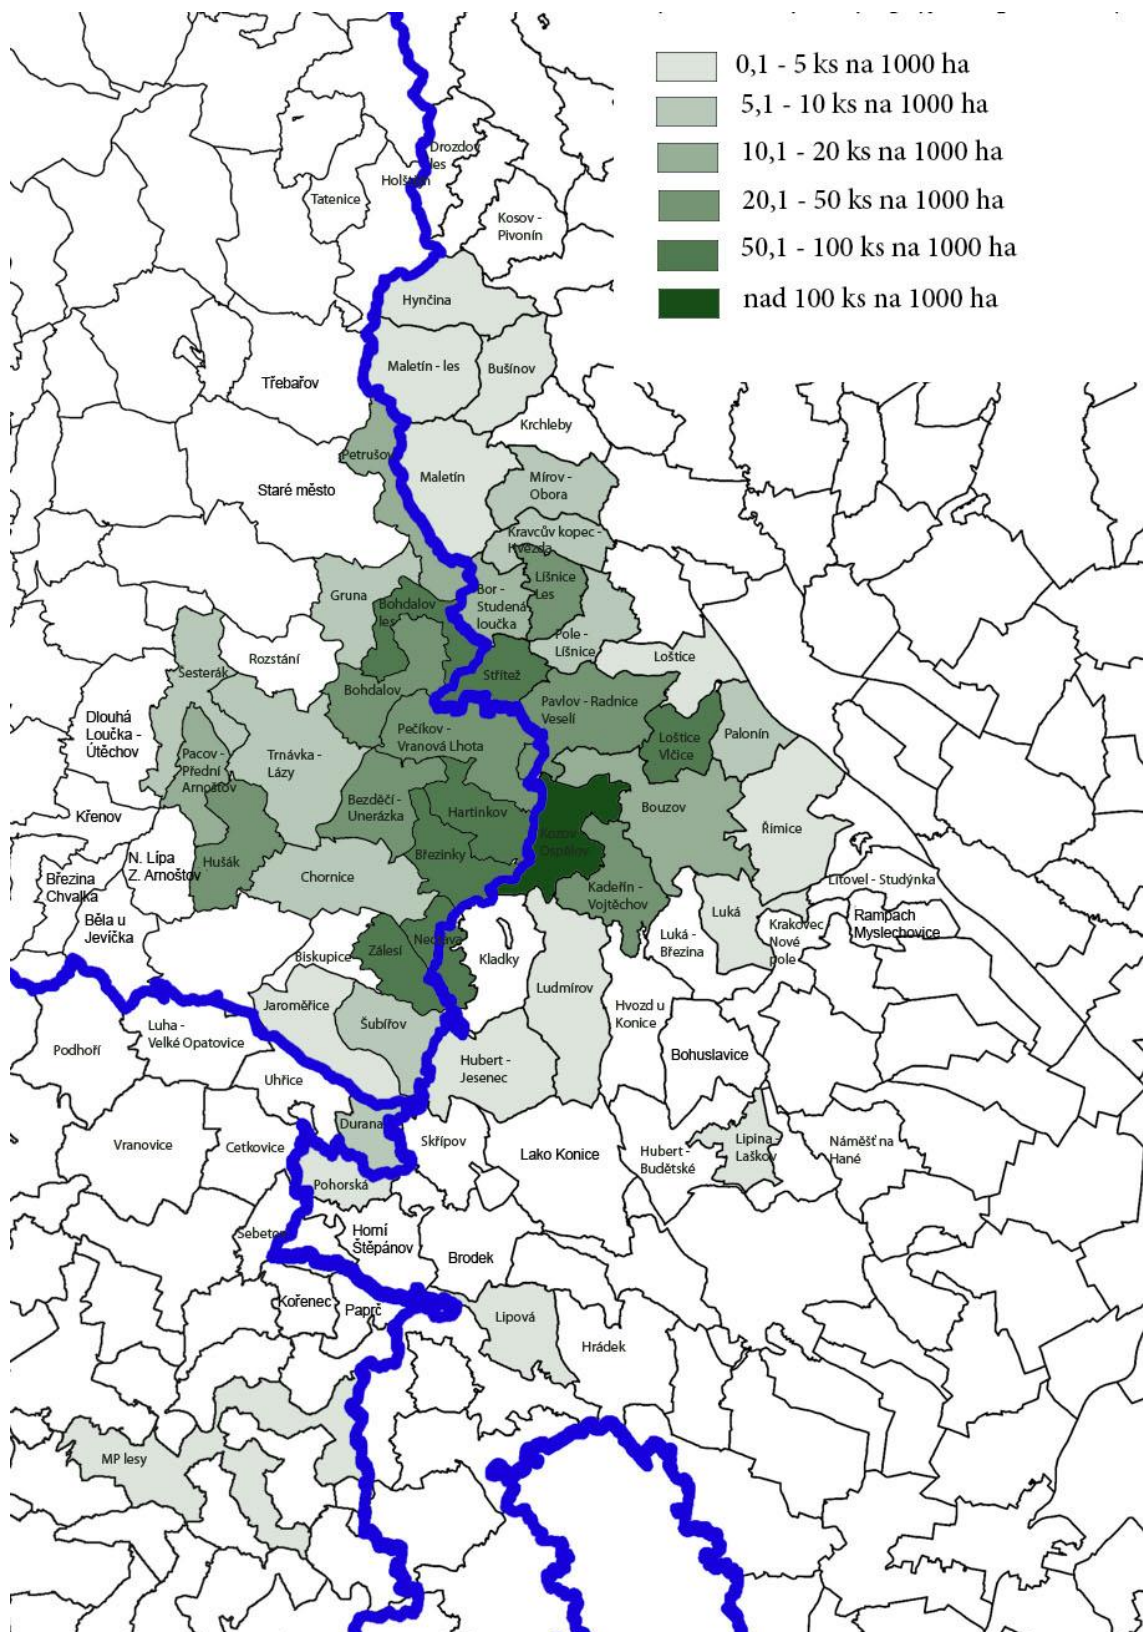 0,1 - 5 ks na 1000 ha
5,1 - 10 ks na 1000 ha
10,1 - 20 ks na 1000 ha
20,1 - 50 ks na 1000 ha
50,1 - 100 ks na 1000 ha
nad 100 ks na 1000 ha
Drozdov
les
Holštejn
Tatenice
Kosov -
Pivonín
Hynčina
Maletín - les
Bušínov
Třebařov
Krchleby
Petrušov
Maletín
Mírov -
Obora
Staré město
Kravcův kopec -
Hvězda
Gruna
Bohdalov
les
Bor -
Studená
loučka
Líšnice
Les
Pole -
Líšnice
Rozstání
Šesterák
Střítež
Loštice
Bohdalov
Pavlov - Radnice
Veselí
Dlouhá
Loučka -
Útěchov
Pečíkov -
Vranová Lhota
Loštice
Vlčice
Palonín
Pacov -
Přední
Arnoštov
Trnávka -
Lázy
Bezděčí -
Unerázka
Hartinkov
Bouzov
Křenov
Kozov
Ospělov
Římice
N. Lípa
Z. Arnoštov
Hušák
Březinky
Březina
Chvalka
Chornice
Kadeřín -
Vojtěchov
Litovel - Studýnka
Běla u
Jevíčka
Luká
Krakovec
Nové
pole
Rampach
Myslechovice
Biskupice
Zálesí
Nectava
Kladky
Luká -
Březina
Jaroměřice
Ludmírov
Hvozd u
Konice
Podhoří
Luha -
Velké Opatovice
Šubířov
Hubert -
Jesenec
Bohuslavice
Uhřice
Vranovice
Cetkovice
Durana
Skřípov
Lako Konice
Hubert -
Budětské
Lipina -
Laškov
Náměšť na
Hané
Pohorská
Horní
Štěpánov
Brodek
Kořenec
Paprč
Lipová
Hrádek
MP lesy